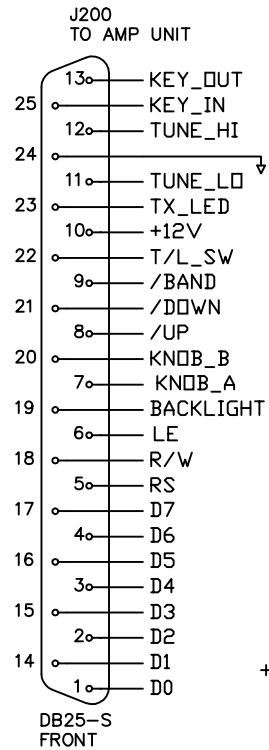 J200
TO AMP UNIT
13 KEY_OUT
25 KEY_IN
12 TUNE_HI
24
11 TUNE_LO
23 TX_LED
10 +12V
22 T/L_SW
9 /BAND
21 /DOWN
8 /UP
20 KNOB_B
7 KNOB_A
19 BACKLIGHT
6 LE
18 R/W
5 RS
17 D7
4 D6
16 D5
3 D4
15 D3
2 D2
14 D1
1 D0
+
DB25-S
FRONT